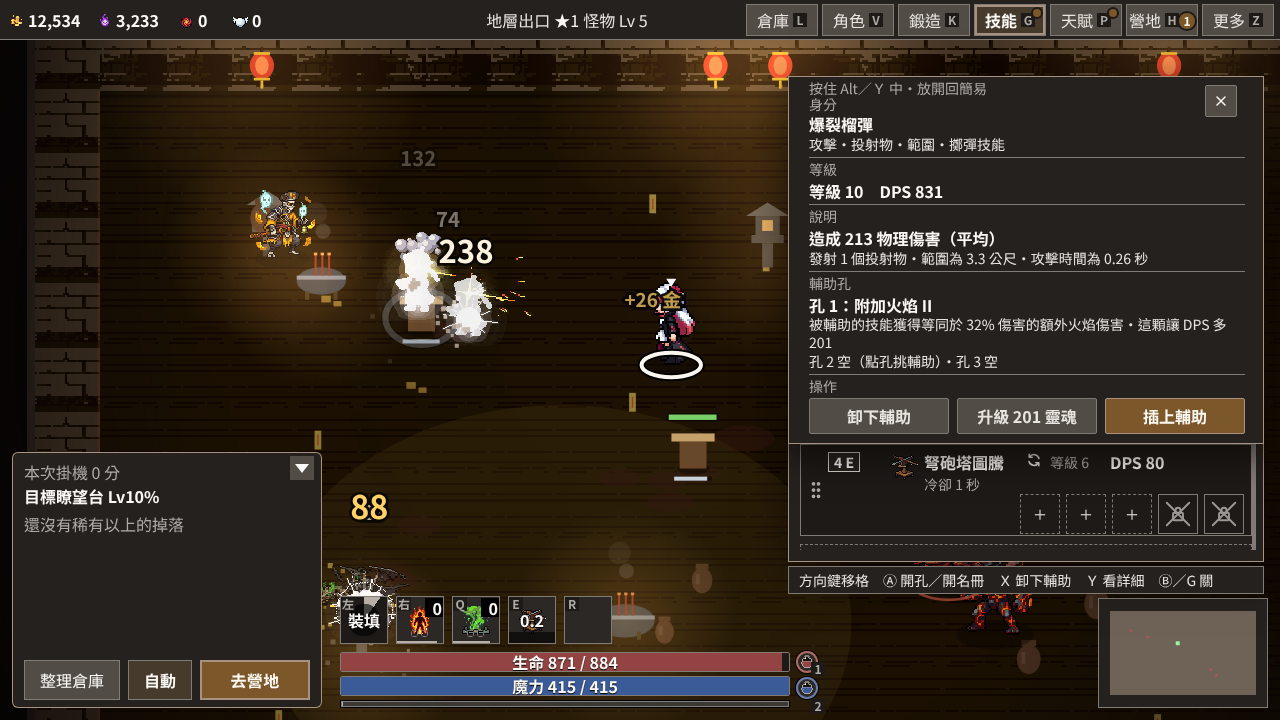 12,534 3,233 0 0
地層出口 ★1 怪物 Lv 5
倉庫 L 角色 V 鍛造 K 技能 G 天賦 P 營地 H 1 更多 Z
132
74
238
+26 金
88
按住 Alt／Ｙ 中・放開回簡易
身分
×
爆裂榴彈
攻擊・投射物・範圍・擲彈技能
等級
等級 10 DPS 831
說明
造成 213 物理傷害（平均）
發射 1 個投射物・範圍為 3.3 公尺・攻擊時間為 0.26 秒
輔助孔
孔 1：附加火焰 II
被輔助的技能獲得等同於 32% 傷害的額外火焰傷害・這顆讓 DPS 多
201
孔 2 空（點孔挑輔助）・孔 3 空
操作
卸下輔助 升級 201 靈魂 插上輔助
4 E 弩砲塔圖騰 等級 6 DPS 80
冷卻 1 秒
+ + +
方向鍵移格 Ⓐ 開孔／開名冊 Ｘ 卸下輔助 Ｙ 看詳細 Ⓑ／G 關
本次掛機 0 分
目標瞭望台 Lv10%
還沒有稀有以上的掉落
整理倉庫 自動 去營地
左 裝填 右 0 Q 0 E 0.2 R
生命 871 / 884 1
魔力 415 / 415 2